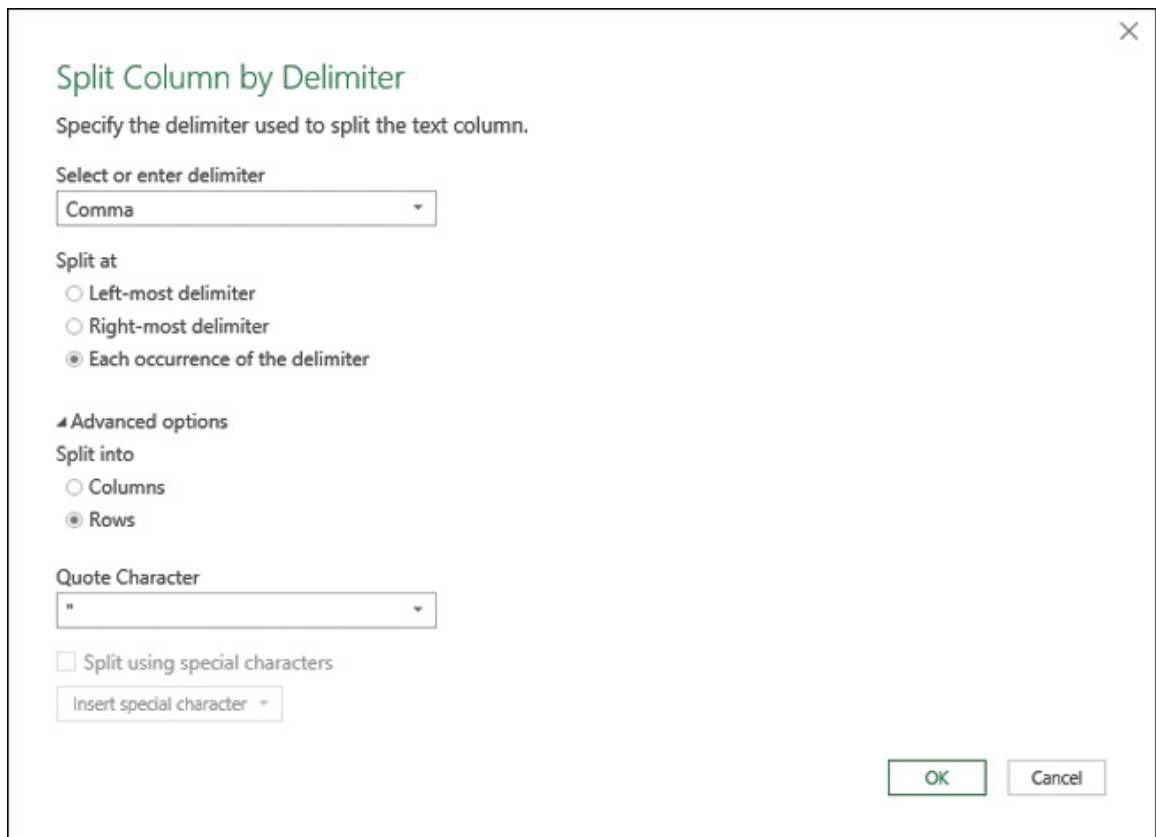 Split Column by Delimiter
Specify the delimiter used to split the text column.
Select or enter delimiter
Comma
Split at
Left-most delimiter
Right-most delimiter
Each occurrence of the delimiter
Advanced options
Split into
Columns
Rows
Quote Character
"
Split using special characters
Insert special character
OK Cancel